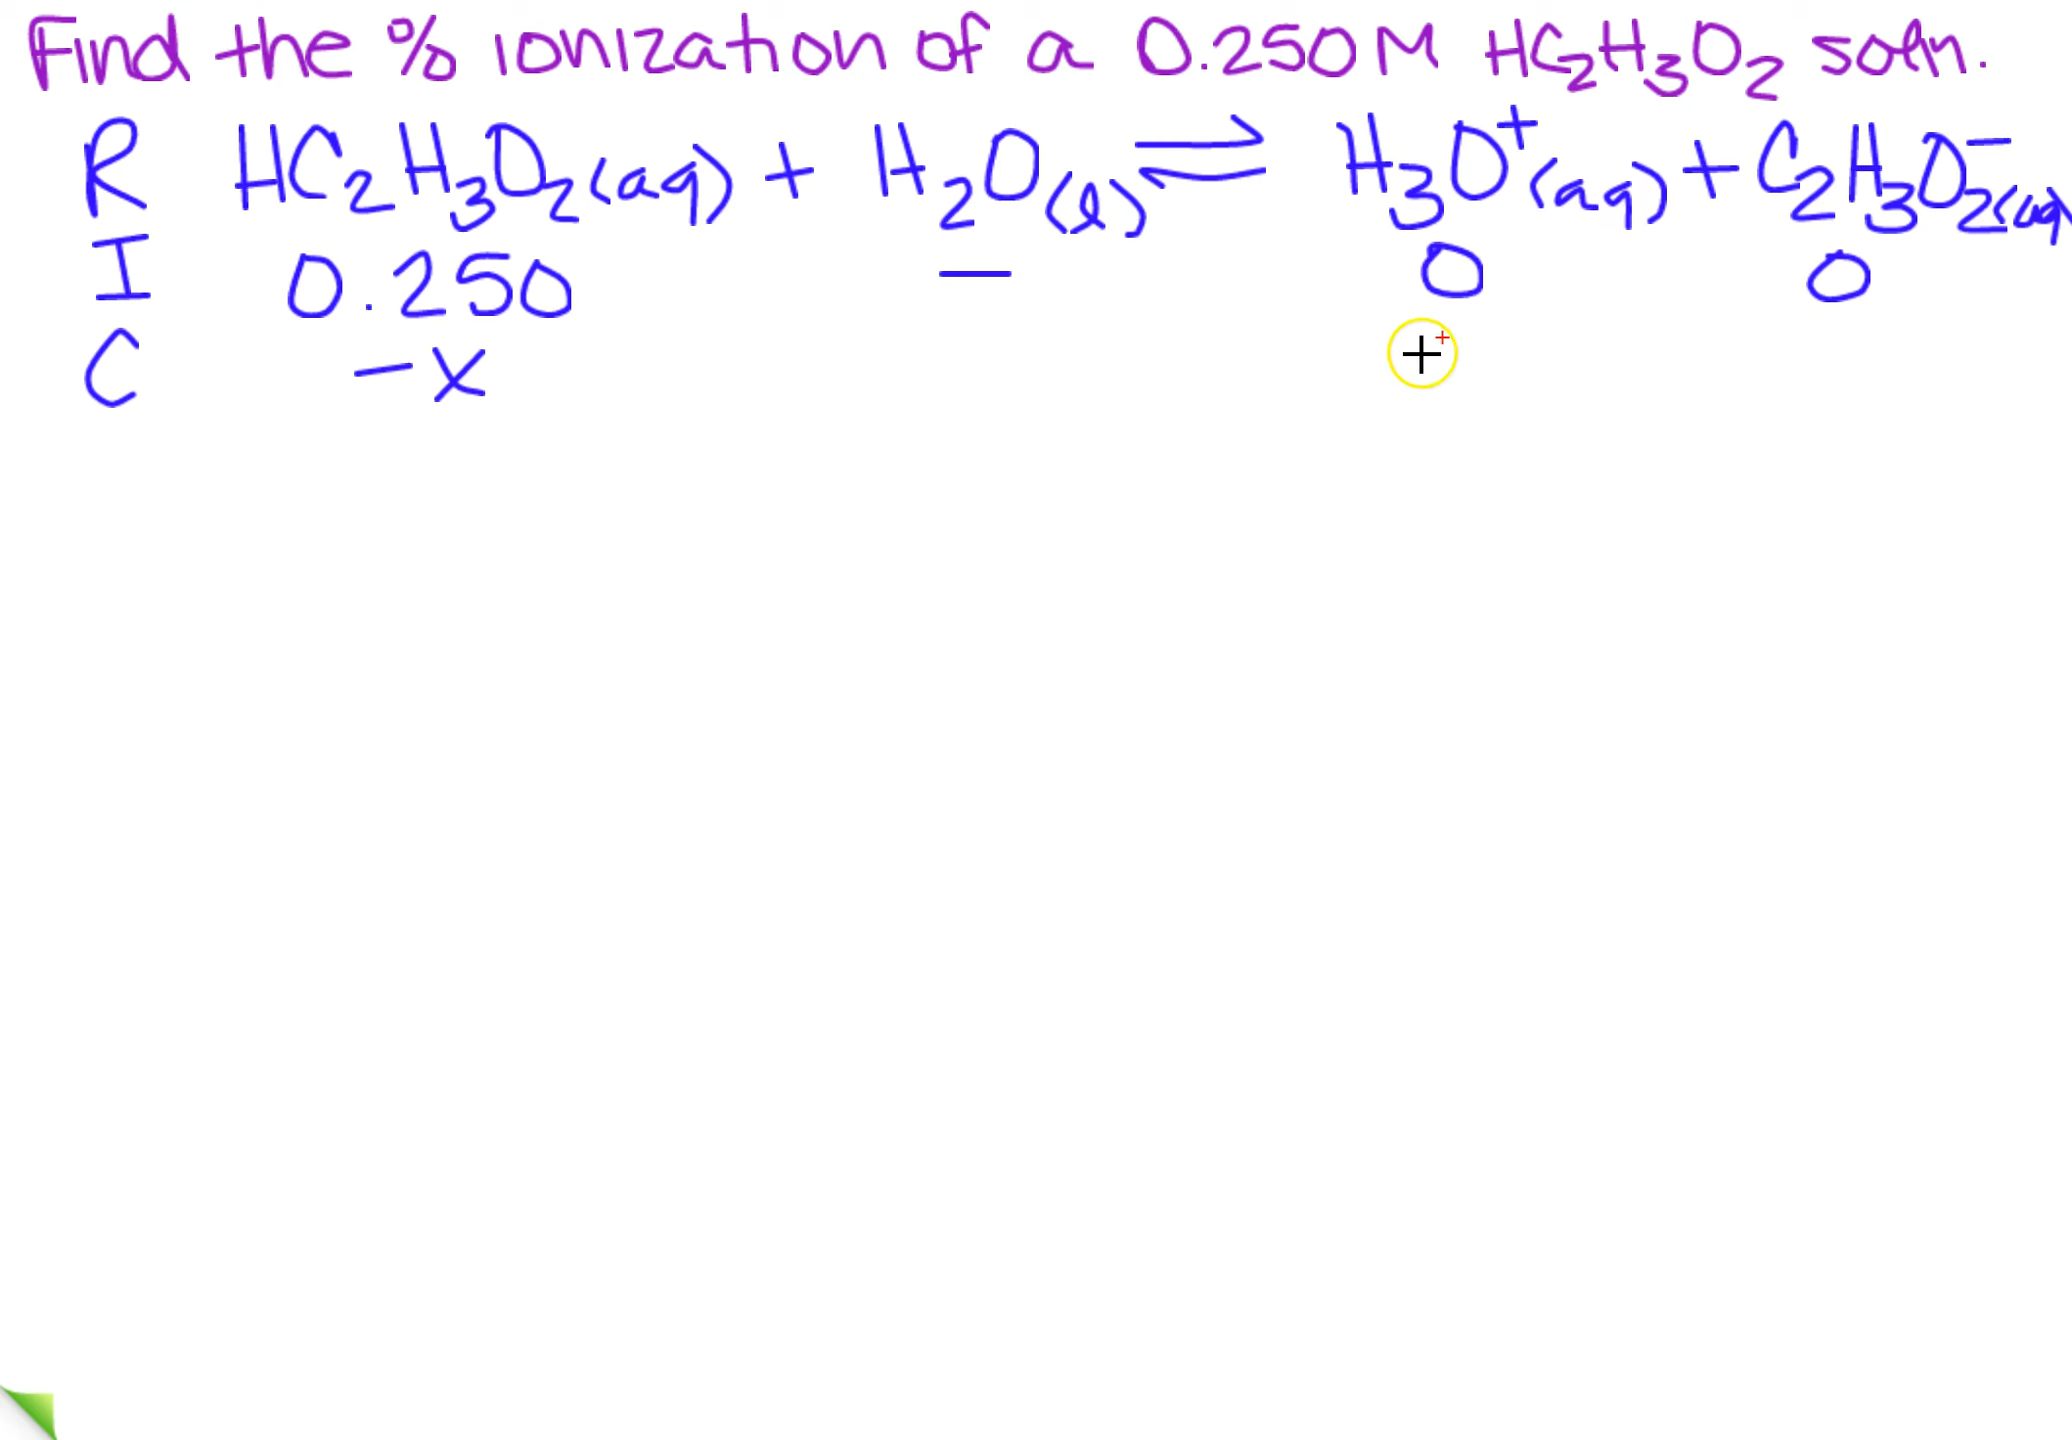 Find the % ionization of a 0.250 M HC₂H₃O₂ soln.
R HC₂H₃O₂(aq) + H₂O(l) ⇌ H₃O⁺(aq) + C₂H₃O₂⁻(aq)
I 0.250 — 0 0
C -x